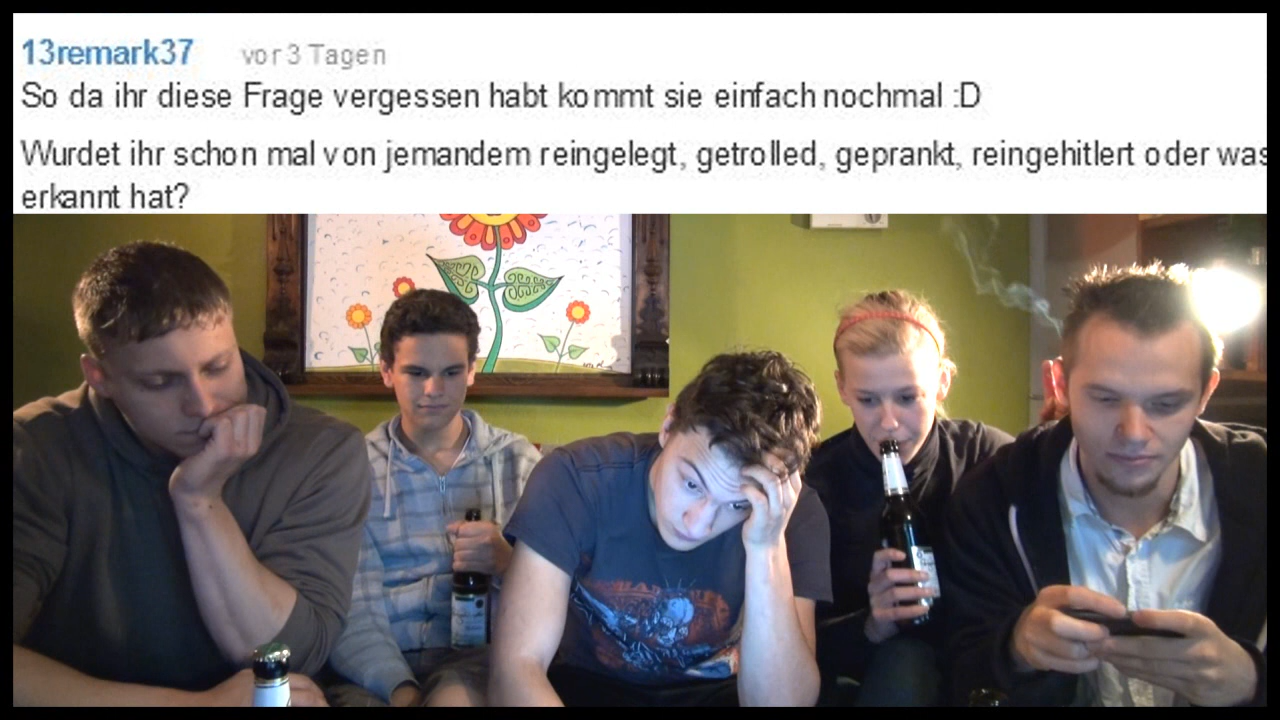 13remark37 vor 3 Tagen
So da ihr diese Frage vergessen habt kommt sie einfach nochmal :D
Wurdet ihr schon mal von jemandem reingelegt, getrolled, geprankt, reingehitlert oder was
erkannt hat?